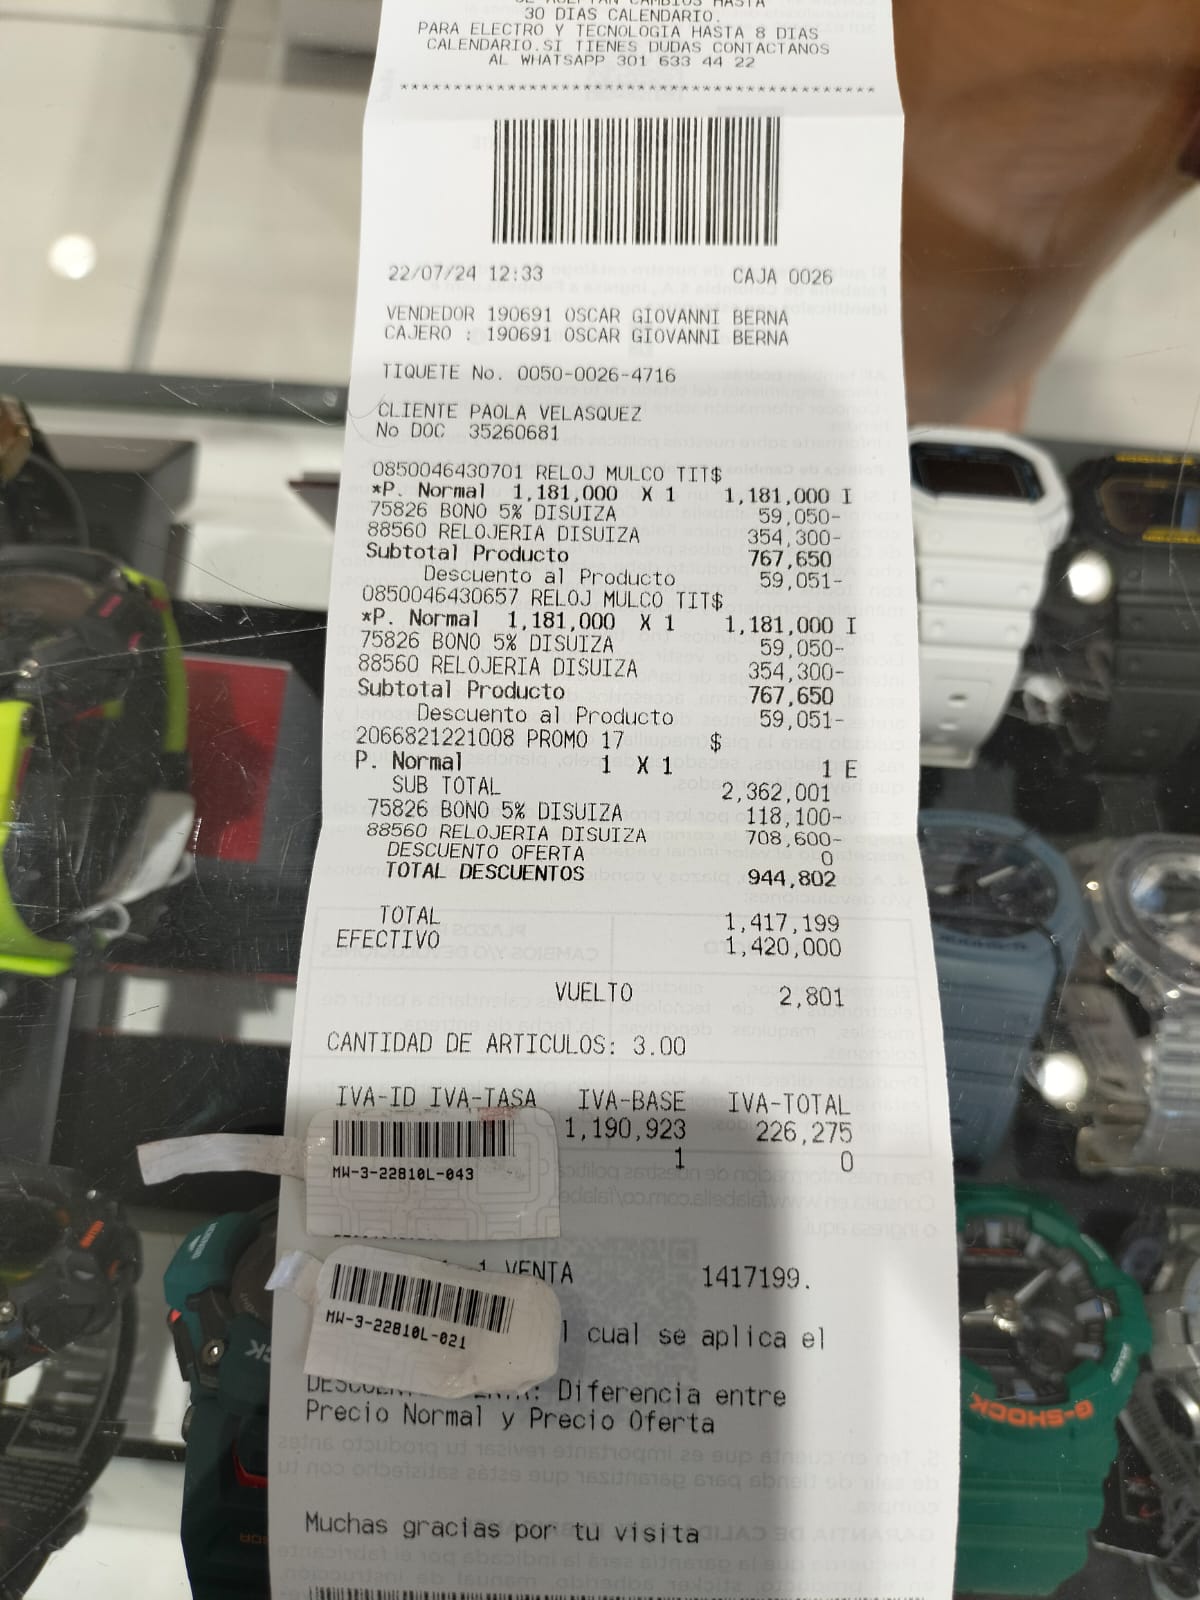 SE ACEPTAN CAMBIOS HASTA
30 DIAS CALENDARIO.
PARA ELECTRO Y TECNOLOGIA HASTA 8 DIAS
CALENDARIO.SI TIENES DUDAS CONTACTANOS
AL WHATSAPP 301 633 44 22
********************************************
22/07/24 12:33 CAJA 0026
VENDEDOR 190691 OSCAR GIOVANNI BERNA
CAJERO : 190691 OSCAR GIOVANNI BERNA
TIQUETE No. 0050-0026-4716
CLIENTE PAOLA VELASQUEZ
No DOC 35260681
0850046430701 RELOJ MULCO TIT$
*P. Normal 1,181,000 X 1 1,181,000 I
75826 BONO 5% DISUIZA 59,050-
88560 RELOJERIA DISUIZA 354,300-
Subtotal Producto 767,650
Descuento al Producto 59,051-
0850046430657 RELOJ MULCO TIT$
*P. Normal 1,181,000 X 1 1,181,000 I
75826 BONO 5% DISUIZA 59,050-
88560 RELOJERIA DISUIZA 354,300-
Subtotal Producto 767,650
Descuento al Producto 59,051-
2066821221008 PROMO 17 $
P. Normal 1 X 1 1 E
SUB TOTAL 2,362,001
75826 BONO 5% DISUIZA 118,100-
88560 RELOJERIA DISUIZA 708,600-
DESCUENTO OFERTA 0
TOTAL DESCUENTOS 944,802
TOTAL 1,417,199
EFECTIVO 1,420,000
VUELTO 2,801
CANTIDAD DE ARTICULOS: 3.00
IVA-ID IVA-TASA IVA-BASE IVA-TOTAL
1,190,923 226,275
1 0
MW-3-22810L-043
VENTA 1417199.
MW-3-22810L-021
cual se aplica el
Diferencia entre
Precio Normal y Precio Oferta
Muchas gracias por tu visita
G-SHOCK